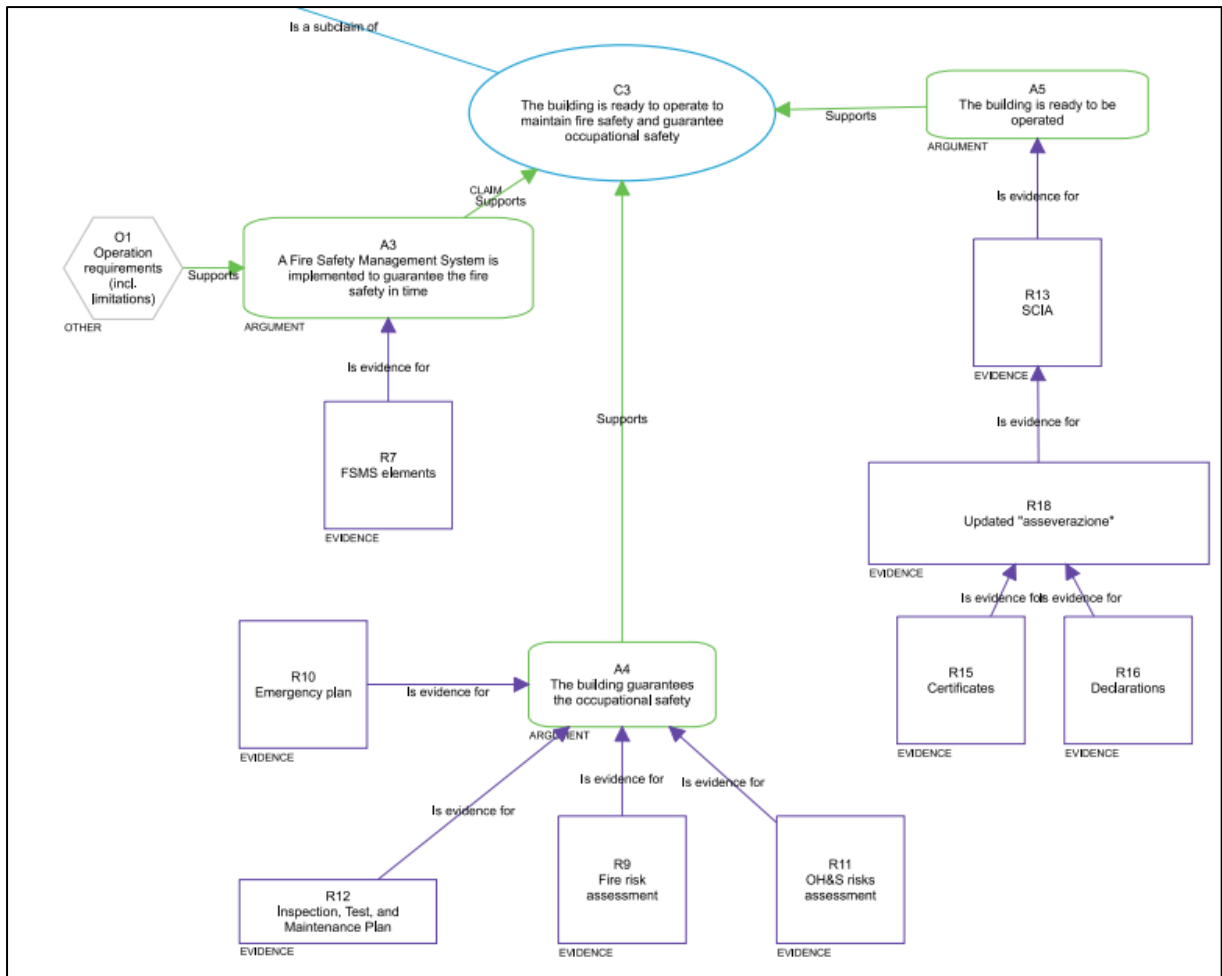 Is a subclaim of
C3
The building is ready to operate to
maintain fire safety and guarantee
occupational safety
CLAIM
A5
The building is ready to be
operated
ARGUMENT
Supports
Supports
Is evidence for
O1
Operation
requirements
(incl.
limitations)
OTHER
Supports
A3
A Fire Safety Management System is
implemented to guarantee the fire
safety in time
ARGUMENT
R13
SCIA
EVIDENCE
Is evidence for
Is evidence for
R7
FSMS elements
EVIDENCE
Supports
R18
Updated "asseverazione"
EVIDENCE
Is evidence for
Is evidence for
R15
Certificates
EVIDENCE
R16
Declarations
EVIDENCE
R10
Emergency plan
EVIDENCE
Is evidence for
A4
The building guarantees
the occupational safety
ARGUMENT
Is evidence for
Is evidence for
Is evidence for
R12
Inspection, Test, and
Maintenance Plan
EVIDENCE
R9
Fire risk
assessment
EVIDENCE
R11
OH&S risks
assessment
EVIDENCE